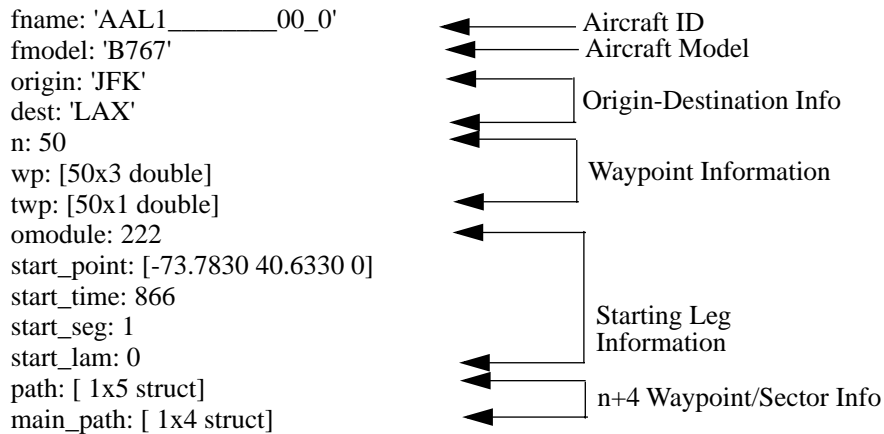 fname: 'AAL1________00_0'
Aircraft ID
fmodel: 'B767'
Aircraft Model
origin: 'JFK'
Origin-Destination Info
dest: 'LAX'
n: 50
wp: [50x3 double]
Waypoint Information
twp: [50x1 double]
omodule: 222
start_point: [-73.7830 40.6330 0]
start_time: 866
start_seg: 1
Starting Leg
Information
start_lam: 0
path: [ 1x5 struct]
n+4 Waypoint/Sector Info
main_path: [ 1x4 struct]